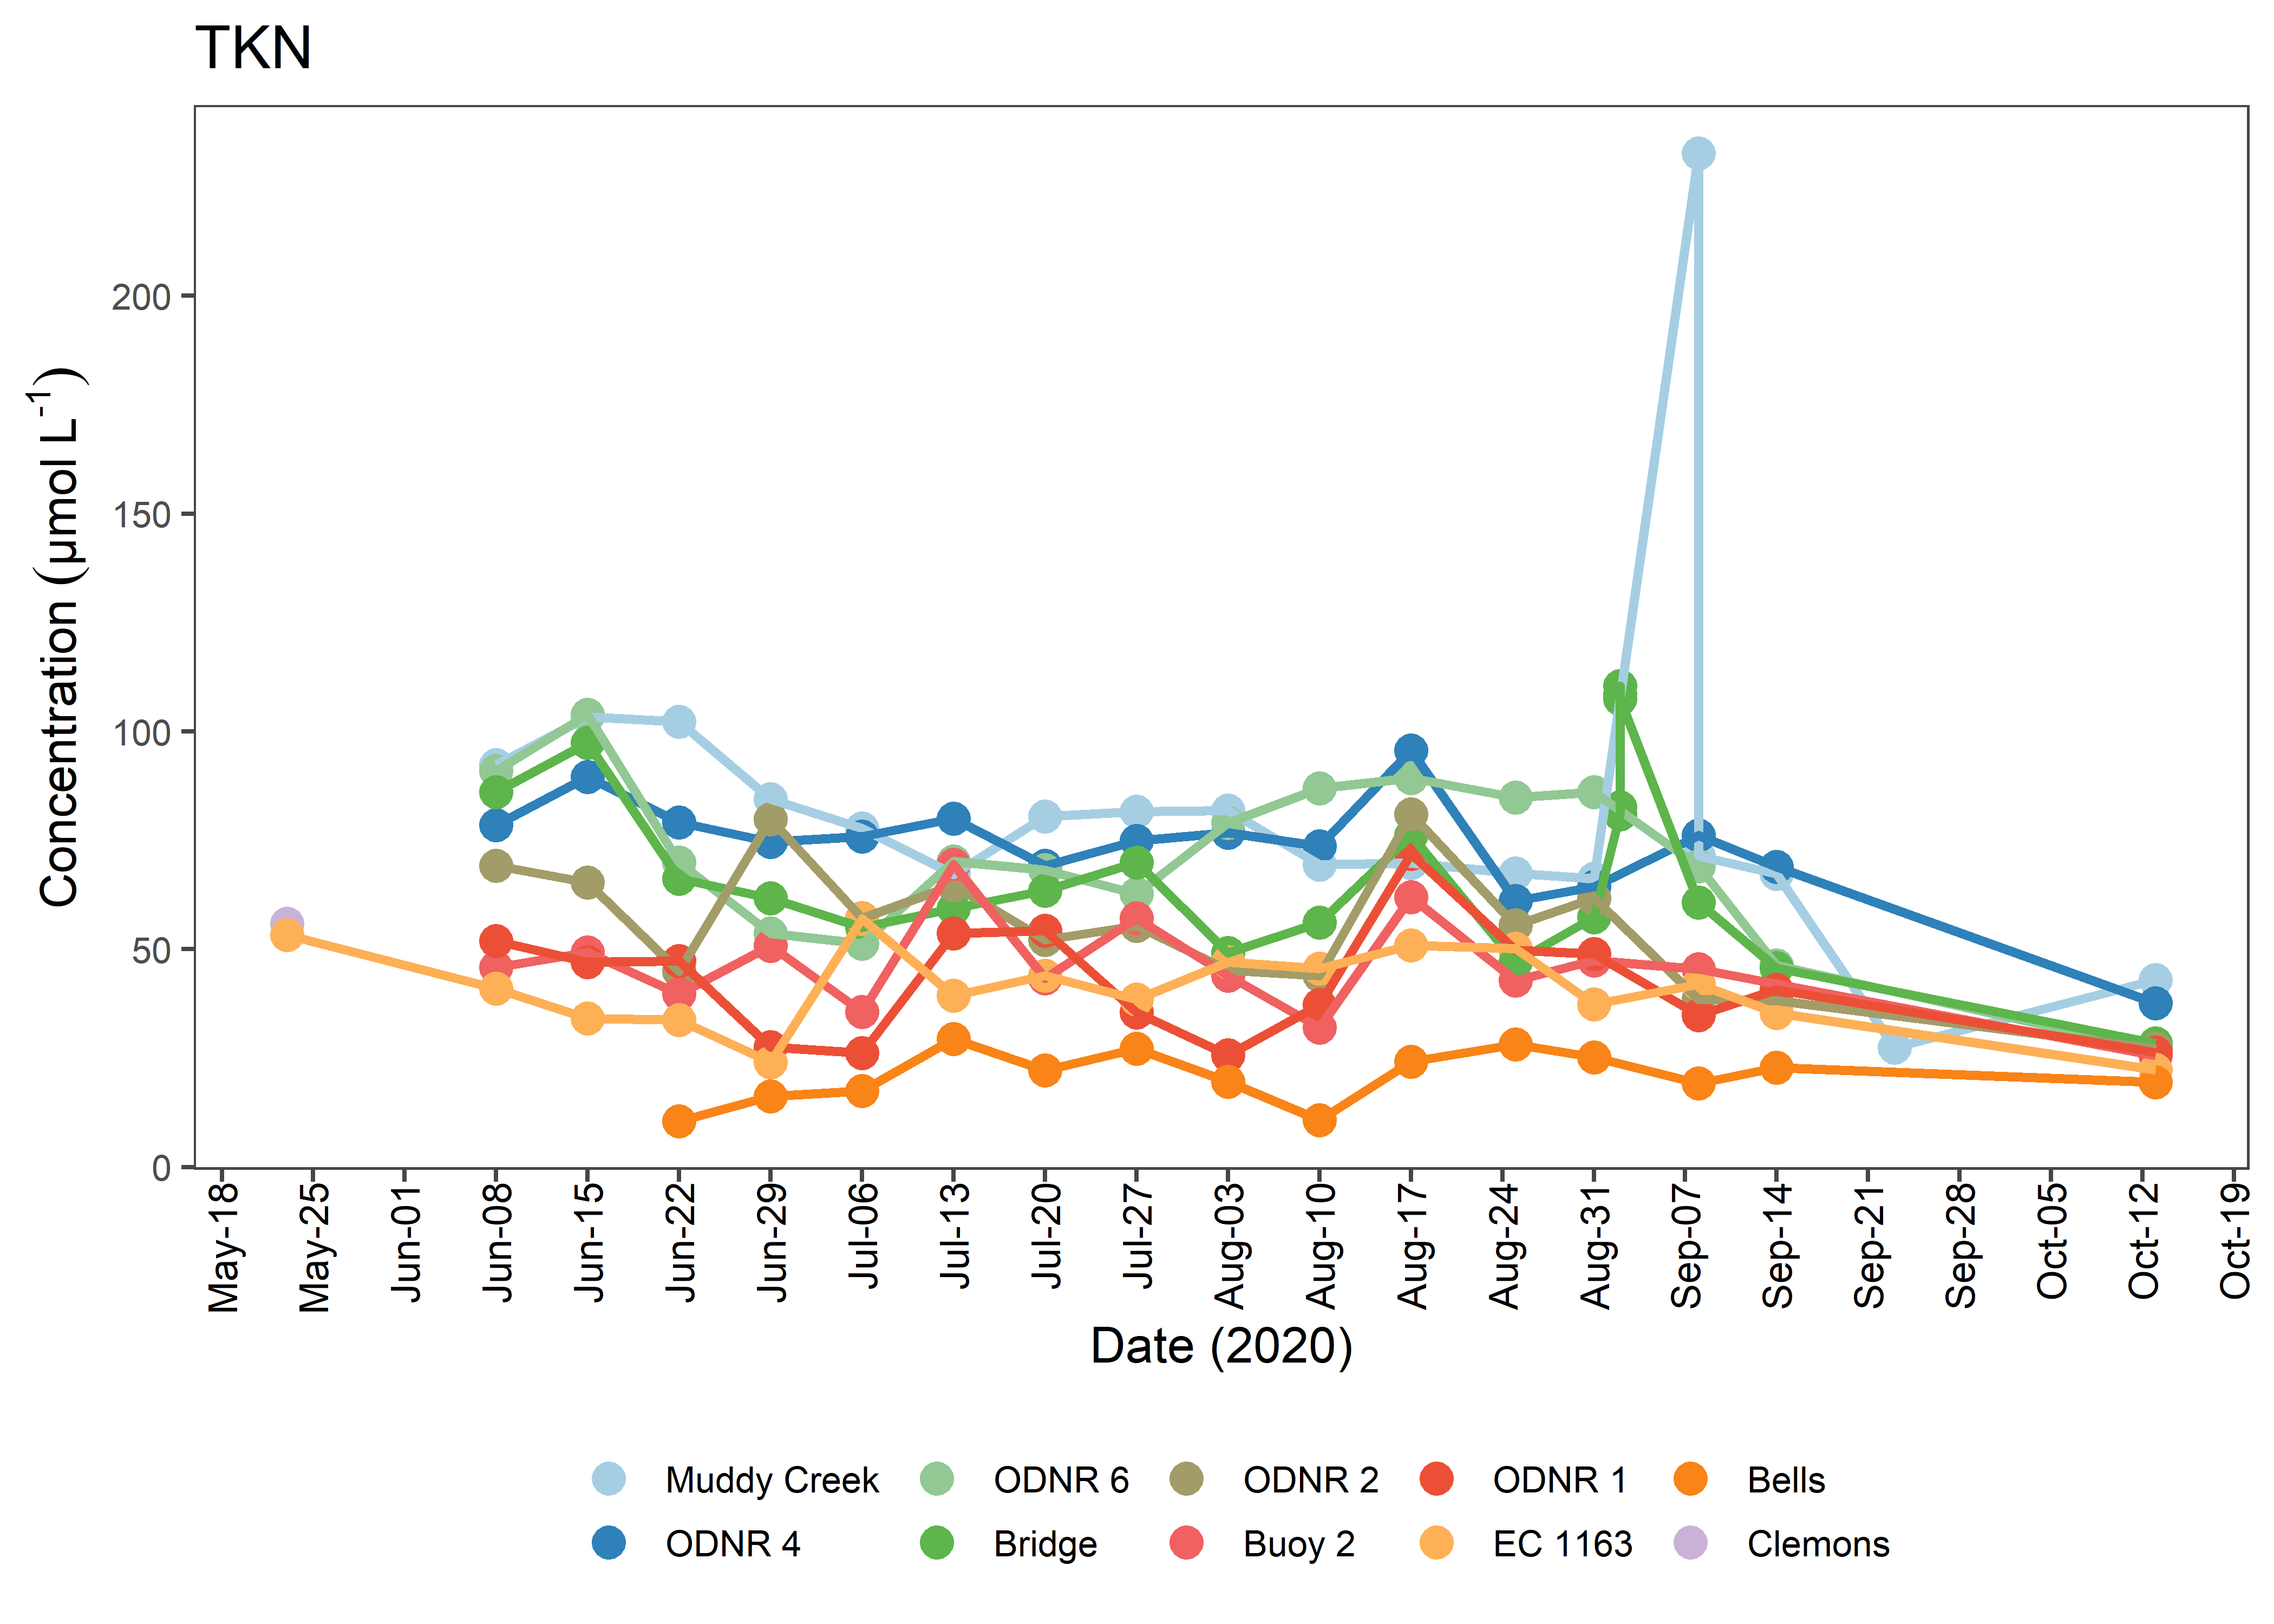 TKN
Concentration (µmol L⁻¹)
200
150
100
50
0
May-18
May-25
Jun-01
Jun-08
Jun-15
Jun-22
Jun-29
Jul-06
Jul-13
Jul-20
Jul-27
Aug-03
Aug-10
Aug-17
Aug-24
Aug-31
Sep-07
Sep-14
Sep-21
Sep-28
Oct-05
Oct-12
Oct-19
Date (2020)
Muddy Creek ODNR 6 ODNR 2 ODNR 1 Bells
ODNR 4 Bridge Buoy 2 EC 1163 Clemons